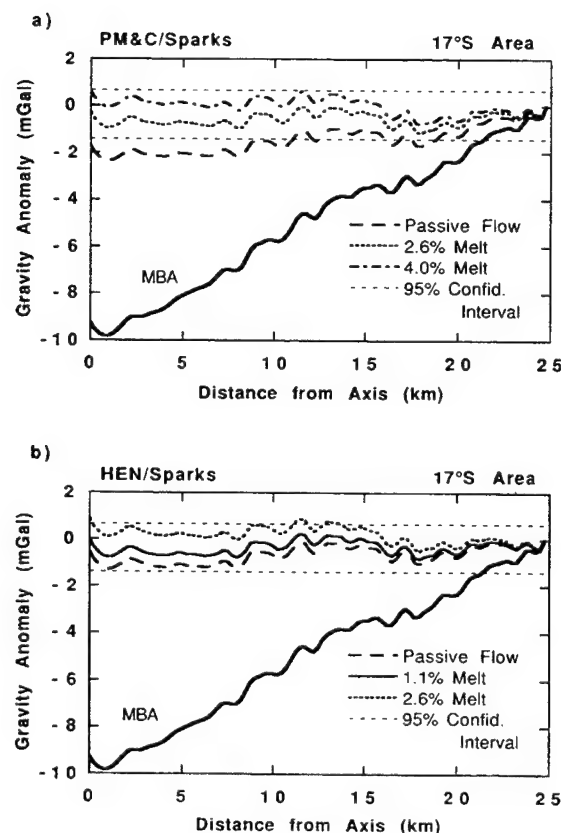 a)
PM&C/Sparks 17°S Area
2
0
-2
-4
-6
-8
-10
Gravity Anomaly (mGal)
MBA
Passive Flow
2.6% Melt
4.0% Melt
95% Confid.
Interval
0 5 10 15 20 25
Distance from Axis (km)
b)
HEN/Sparks 17°S Area
2
0
-2
-4
-6
-8
-10
Gravity Anomaly (mGal)
MBA
Passive Flow
1.1% Melt
2.6% Melt
95% Confid.
Interval
0 5 10 15 20 25
Distance from Axis (km)